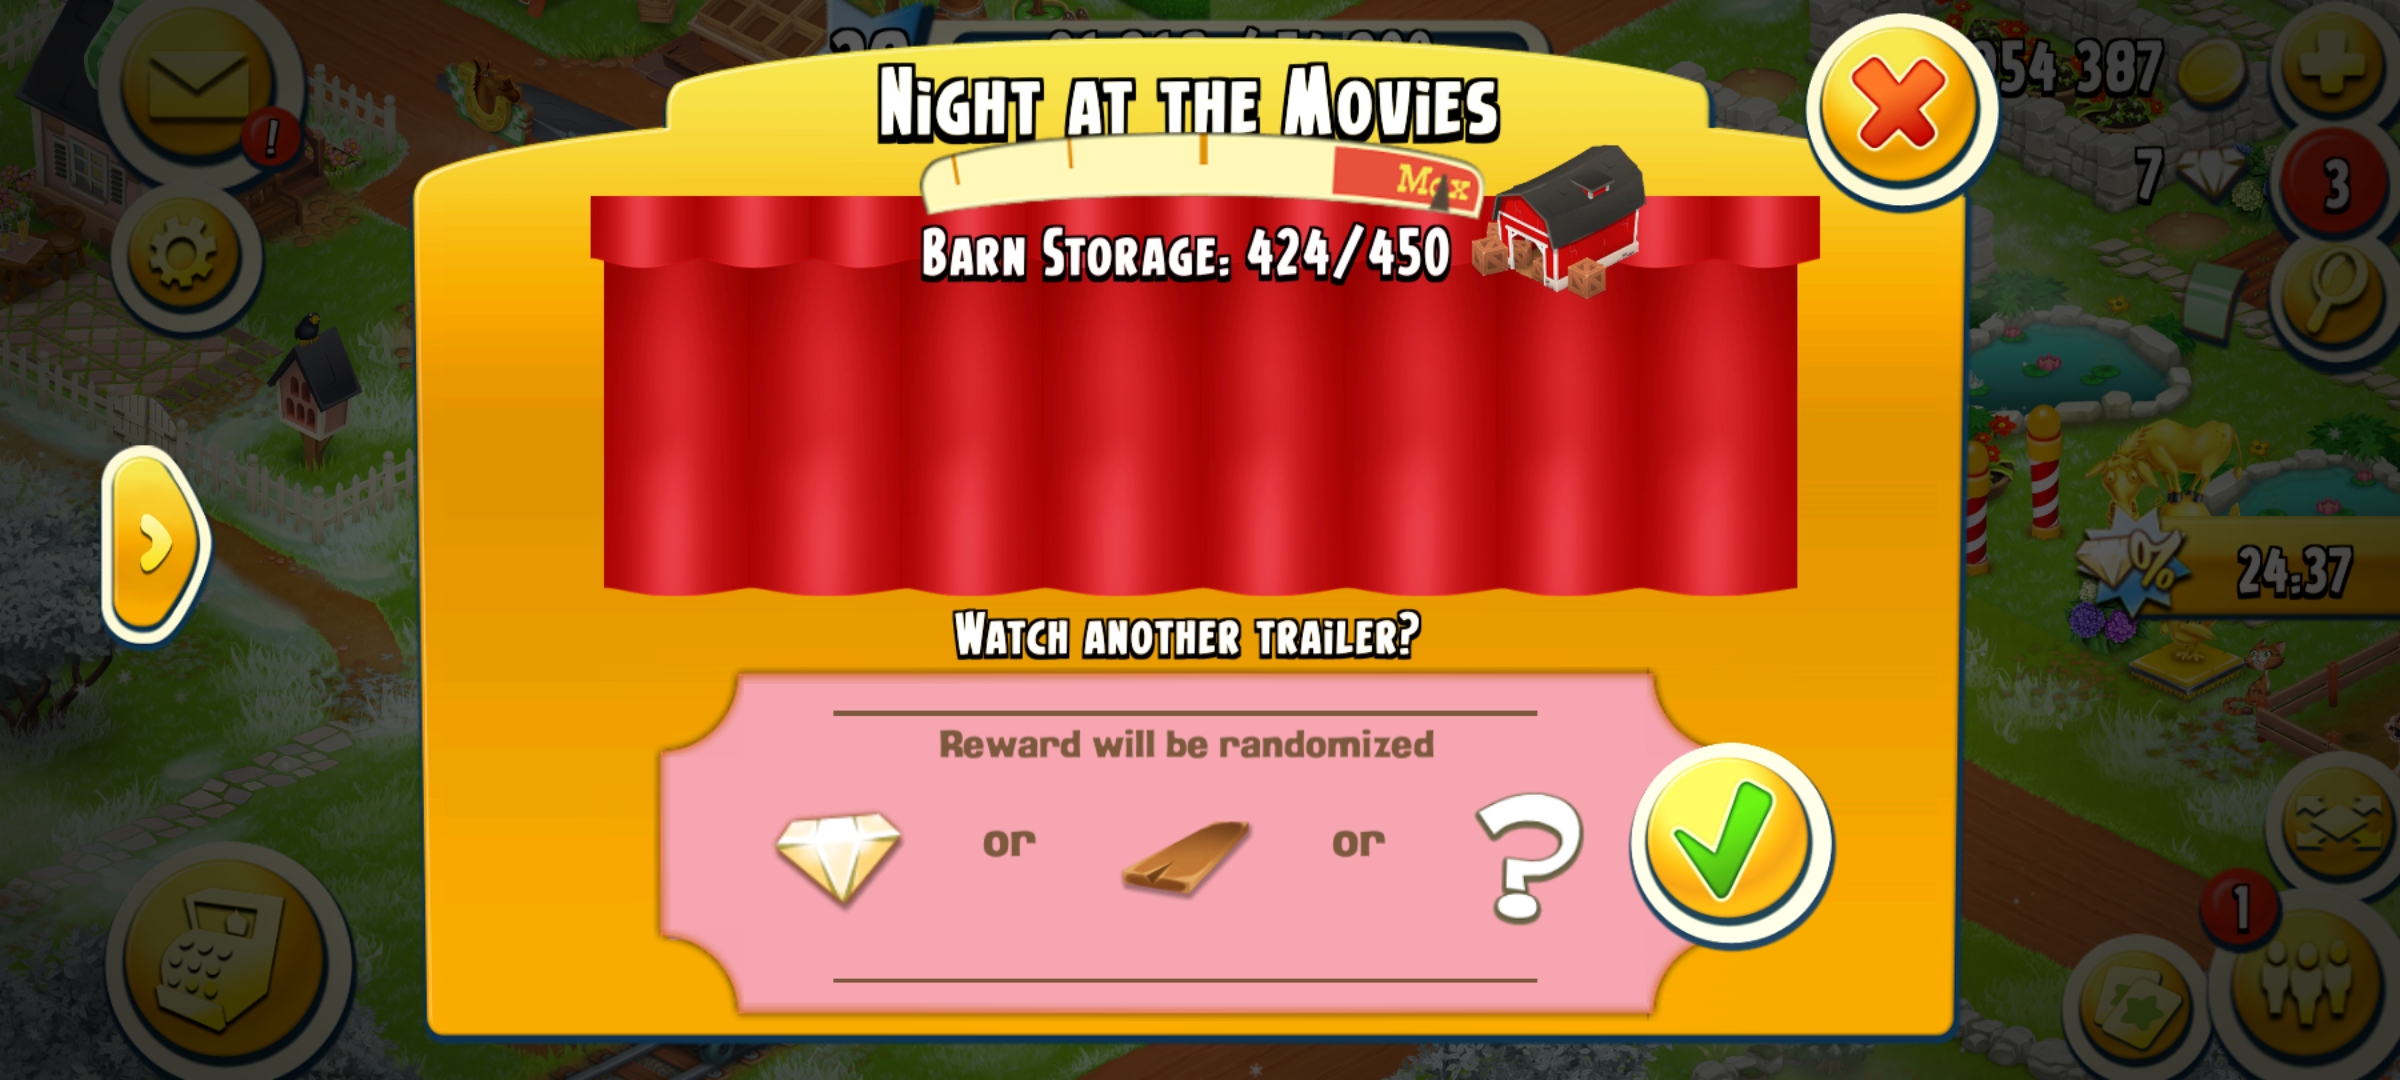 Night at the Movies
54 387
!
Max
7
3
Barn Storage: 424/450
%
24:37
Watch another trailer?
Reward will be randomized
or
or
?
1